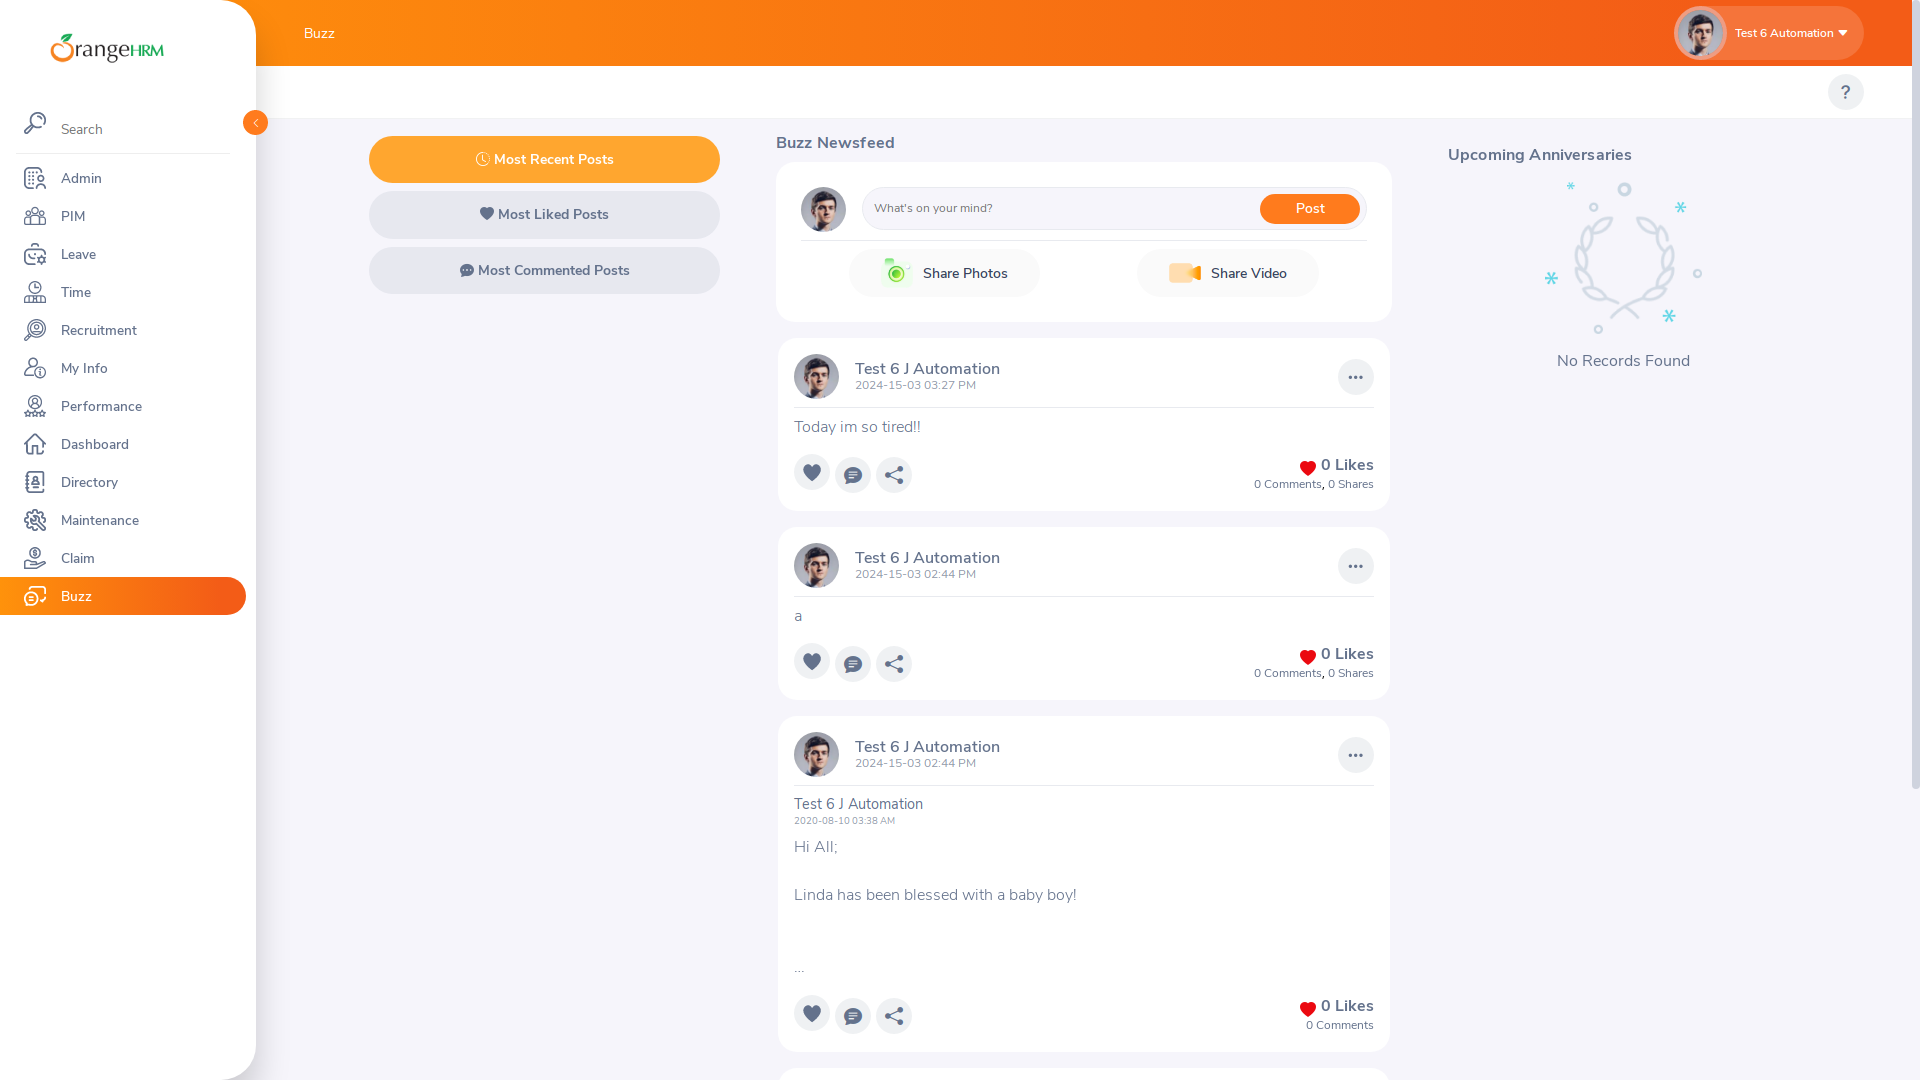 OrangeHRM
Search
Admin
PIM
Leave
Time
Recruitment
My Info
Performance
Dashboard
Directory
Maintenance
Claim
Buzz
Buzz
Test 6 Automation
?
Most Recent Posts
Most Liked Posts
Most Commented Posts
Buzz Newsfeed
What's on your mind?
Post
Share Photos
Share Video
Test 6 J Automation
2024-15-03 03:27 PM
Today im so tired!!
0 Likes
0 Comments, 0 Shares
Test 6 J Automation
2024-15-03 02:44 PM
a
0 Likes
0 Comments, 0 Shares
Test 6 J Automation
2024-15-03 02:44 PM
Test 6 J Automation
2020-08-10 03:38 AM
Hi All;
Linda has been blessed with a baby boy!
...
0 Likes
0 Comments
Upcoming Anniversaries
No Records Found